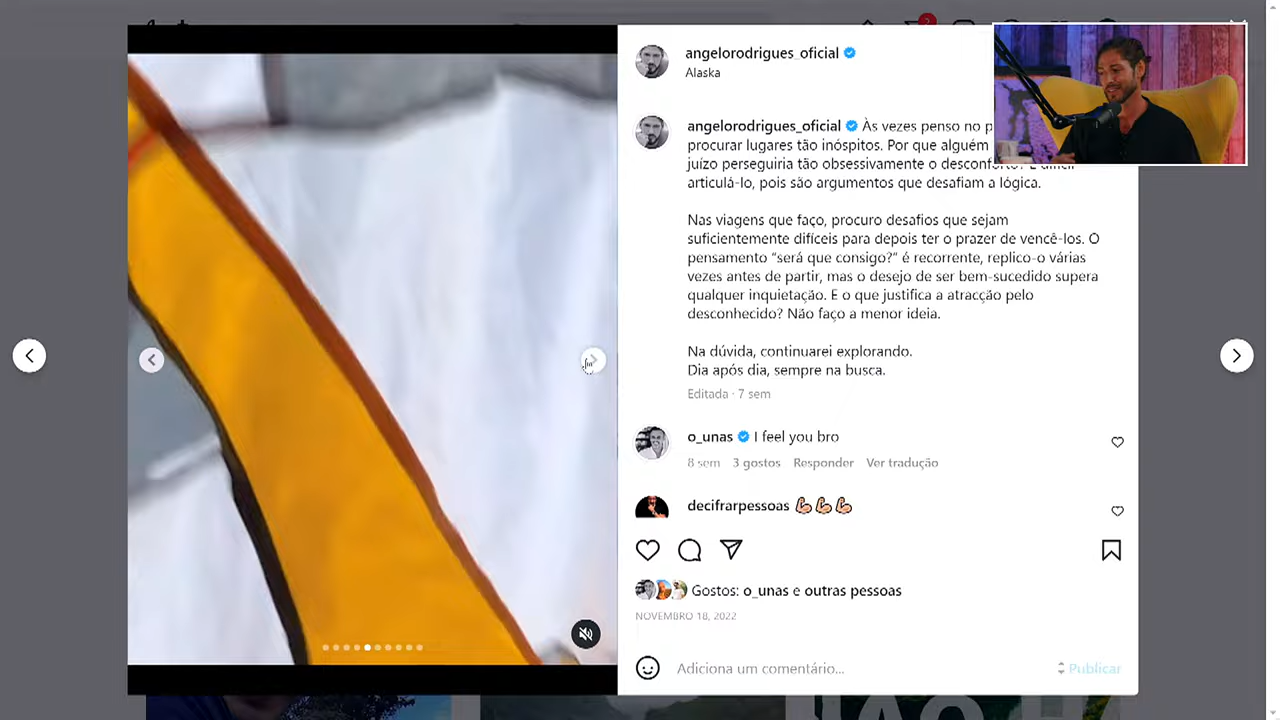 angelorodrigues_oficial
Alaska
angelorodrigues_oficial Às vezes penso no
procurar lugares tão inóspitos. Por que alguém
juízo perseguiria tão obsessivamente o
articulá-lo, pois são argumentos que desafiam a lógica.
Nas viagens que faço, procuro desafios que sejam
suficientemente difíceis para depois ter o prazer de vencê-los. O
pensamento “será que consigo?” é recorrente, replico-o várias
vezes antes de partir, mas o desejo de ser bem-sucedido supera
qualquer inquietação. E o que justifica a atracção pelo
desconhecido? Não faço a menor ideia.
Na dúvida, continuarei explorando.
Dia após dia, sempre na busca.
Editada · 7 sem
o_unas I feel you bro
8 sem 3 gostos Responder Ver tradução
decifrarpessoas 💪🏼💪🏼💪🏼
Gostos: o_unas e outras pessoas
NOVEMBRO 18, 2022
Adiciona um comentário... Publicar